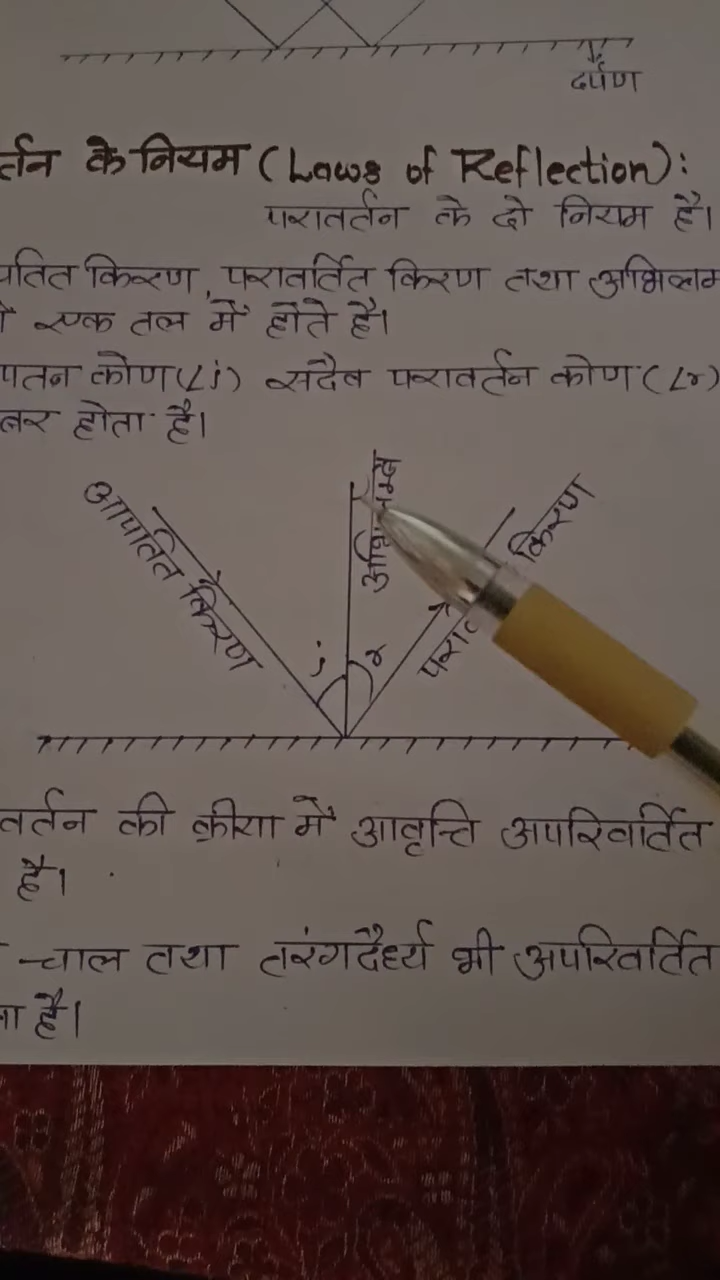 दर्पण
र्तन के नियम (Laws of Reflection):
परावर्तन के दो नियम है।
पतित किरण, परावर्तित किरण तथा अभिलम
एक तल में होते है।
पतन कोण (∠i) सदैव परावर्तन कोण (∠r)
बर होता है।
आपतित किरण
किरण
i
r
वर्तन की क्रीया में आवृत्ति अपरिवर्तित
है।
चाल तथा तरंगदैर्ध्य भी अपरिवर्तित
है।